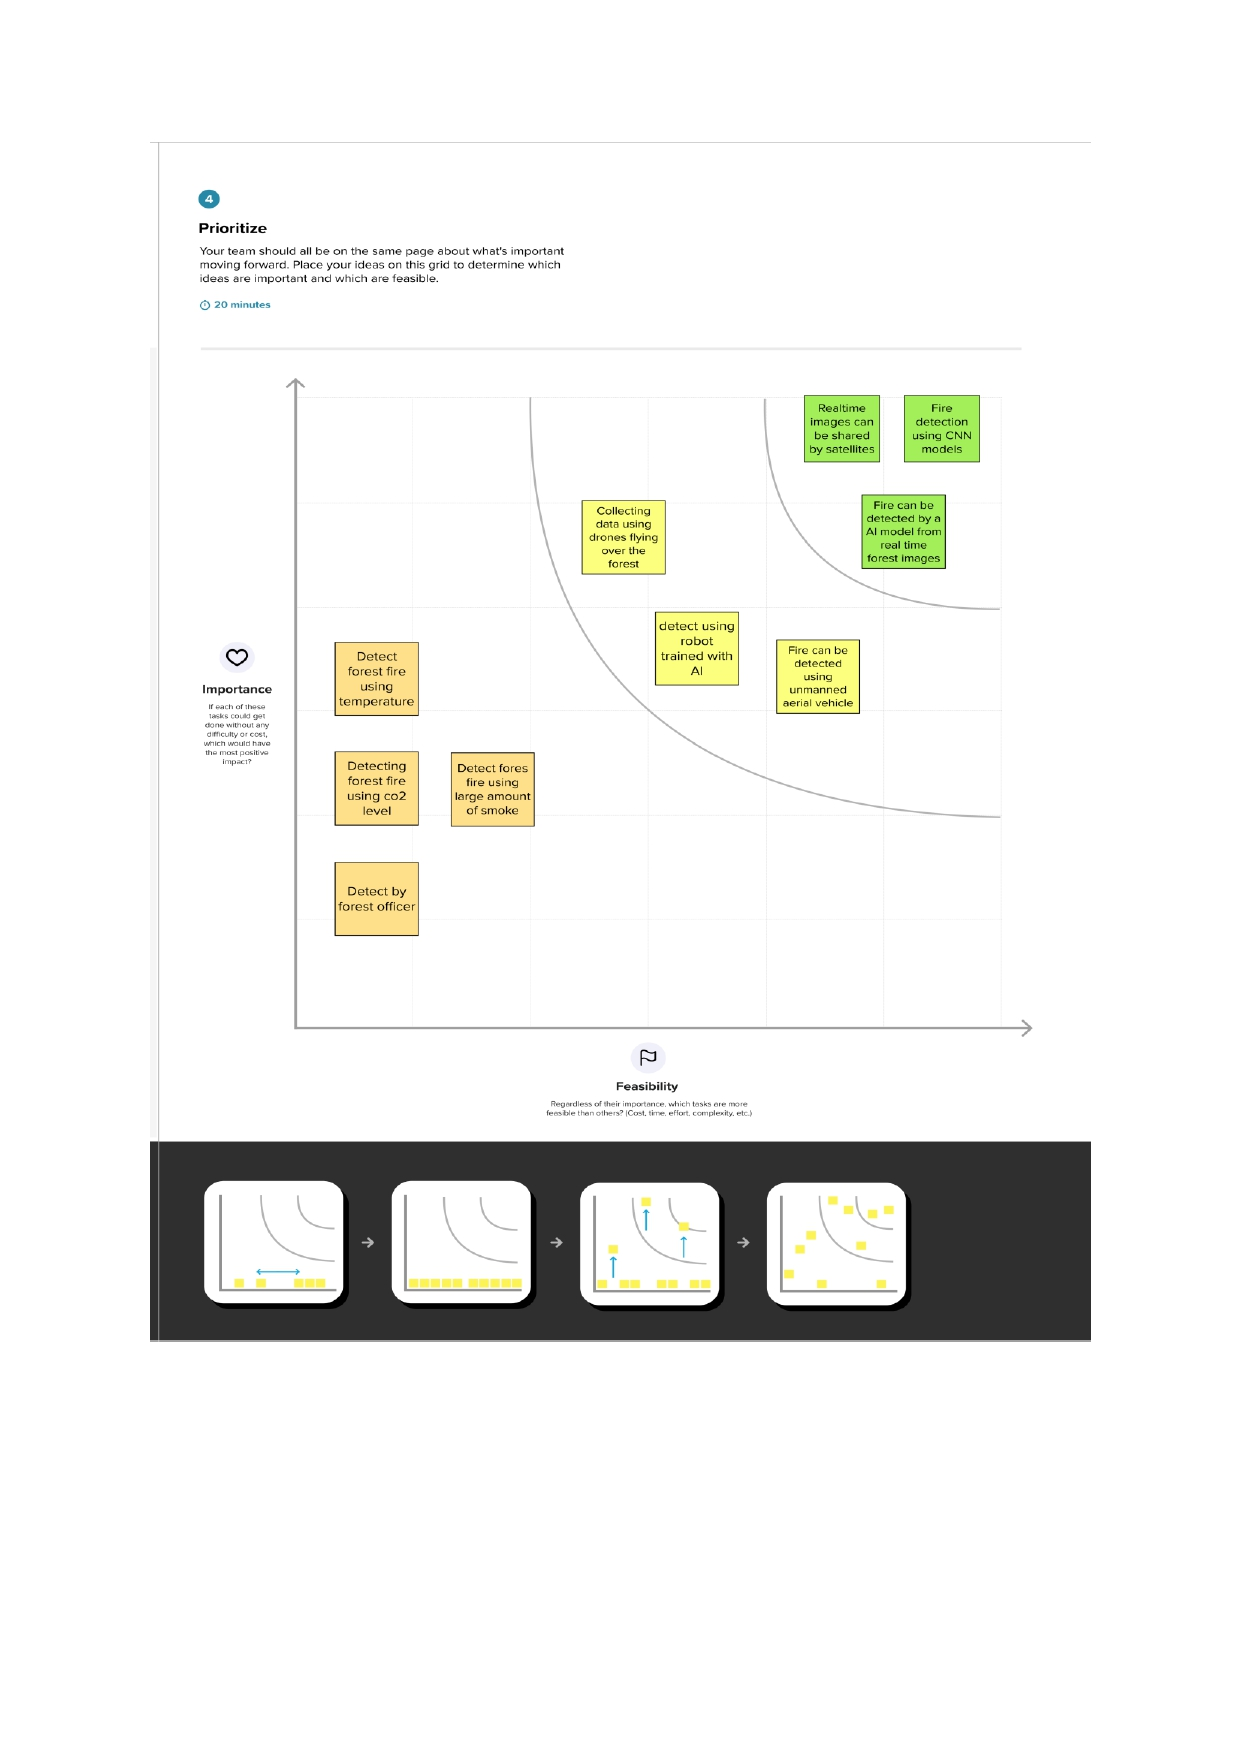 4
Prioritize
Your team should all be on the same page about what's important
moving forward. Place your ideas on this grid to determine which
ideas are important and which are feasible.
20 minutes
Realtime
images can
be shared
by satellites
Fire
detection
using CNN
models
Fire can be
detected by a
AI model from
real time
forest images
Collecting
data using
drones flying
over the
forest
detect using
robot
trained with
AI
Fire can be
detected
using
unmanned
aerial vehicle
Detect
forest fire
using
temperature
Detecting
forest fire
using co2
level
Detect fores
fire using
large amount
of smoke
Detect by
forest officer
Importance
If each of these
tasks could get
done without any
difficulty or cost,
which would have
the most positive
impact?
Feasibility
Regardless of their importance, which tasks are more
feasible than others? (Cost, time, effort, complexity, etc.)